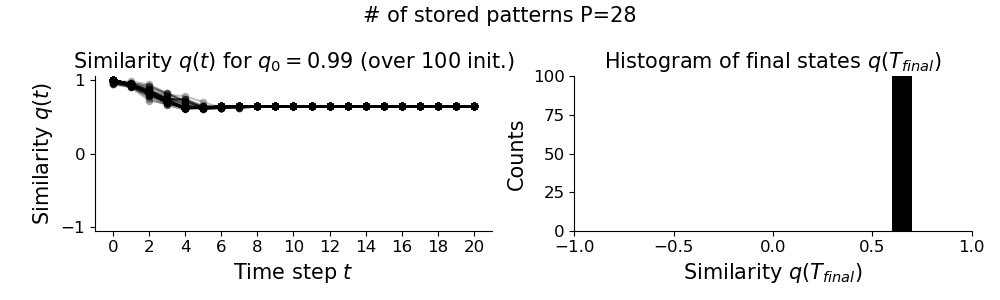 # of stored patterns P=28
Similarity q(t) for q₀ = 0.99 (over 100 init.)
1
0
−1
Similarity q(t)
0 2 4 6 8 10 12 14 16 18 20
Time step t
Histogram of final states q(T_final)
100
75
50
25
0
Counts
−1.0 −0.5 0.0 0.5 1.0
Similarity q(T_final)